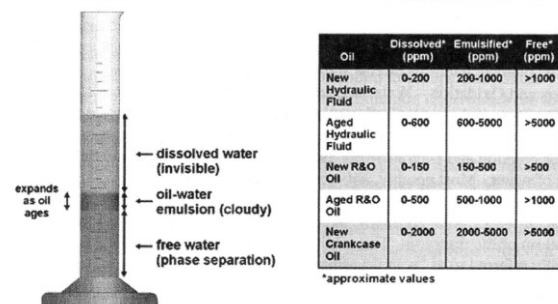 dissolved water
(invisible)
expands
as oil
ages
oil-water
emulsion (cloudy)
free water
(phase separation)
Oil Dissolved* (ppm) Emulsified* (ppm) Free* (ppm)
New Hydraulic Fluid 0-200 200-1000 >1000
Aged Hydraulic Fluid 0-600 600-5000 >5000
New R&O Oil 0-150 150-500 >500
Aged R&O Oil 0-500 500-1000 >1000
New Crankcase Oil 0-2000 2000-5000 >5000
*approximate values